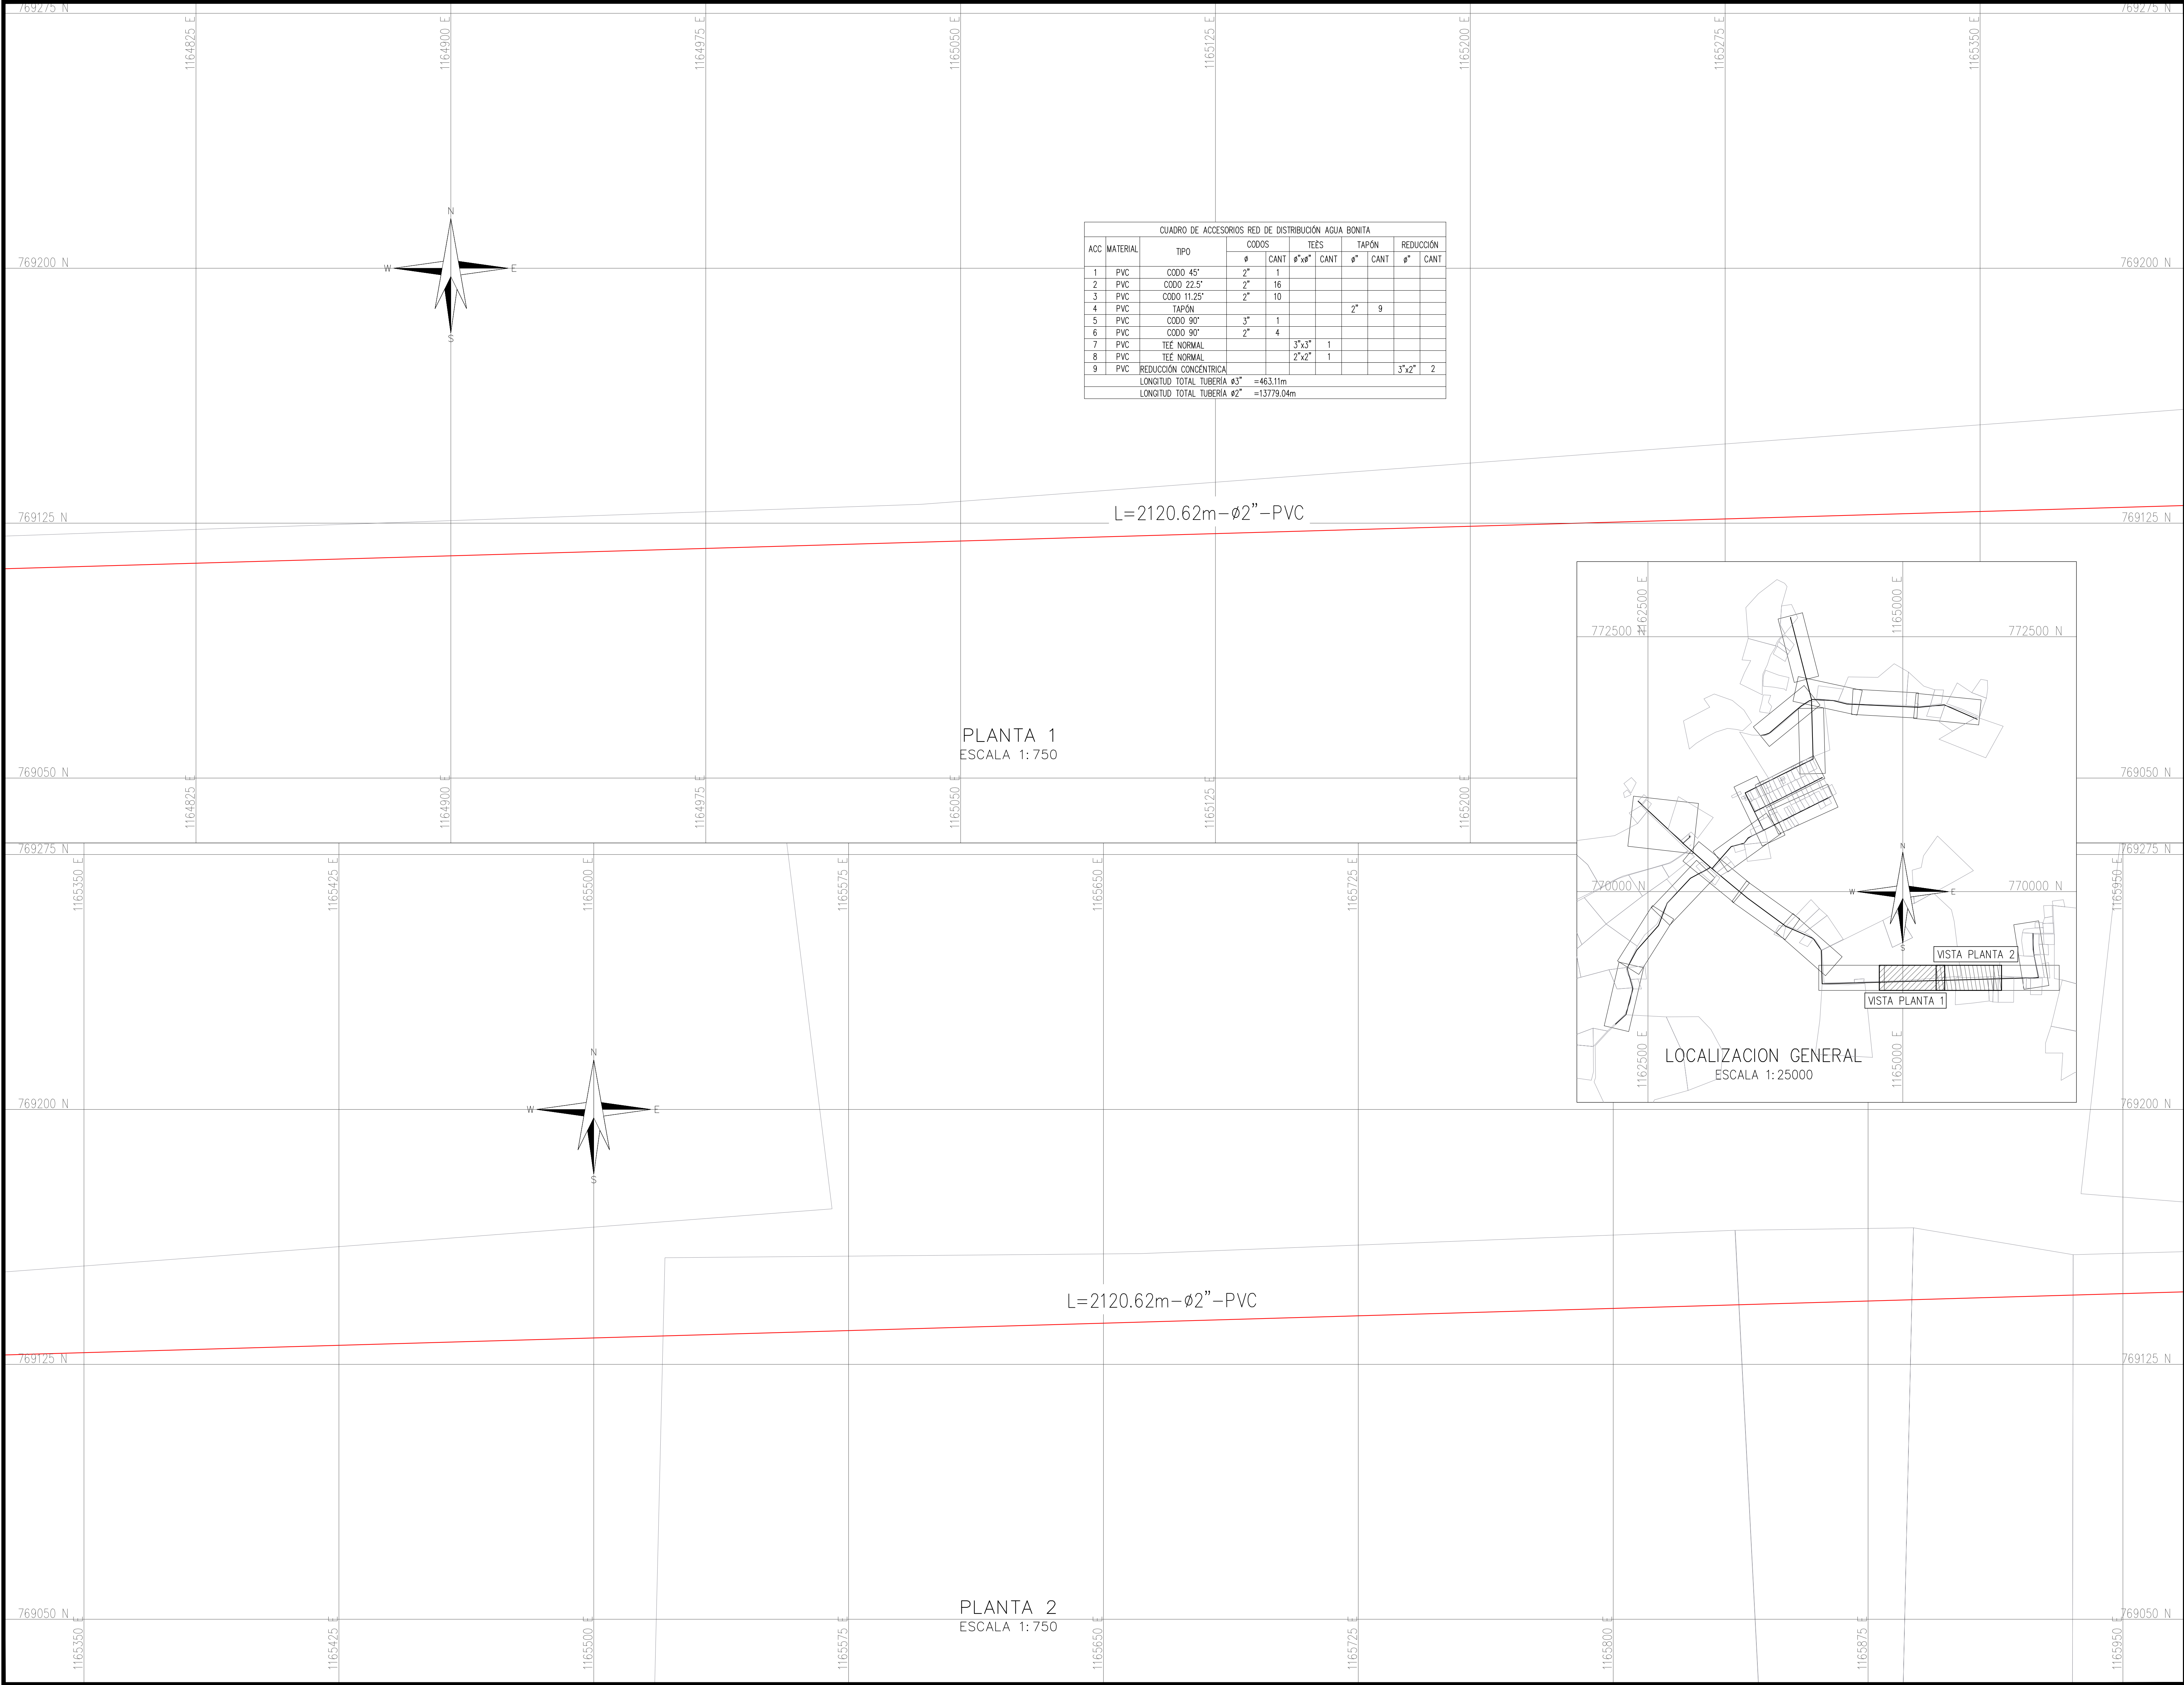 769275 N
769275 N
1164825 E
1164900 E
1164975 E
1165050 E
1165125 E
1165200 E
1165275 E
1165350 E
N
W
E
S
769200 N
769200 N
CUADRO DE ACCESORIOS RED DE DISTRIBUCIÓN AGUA BONITA
ACC MATERIAL TIPO CODOS TEÈS TAPÓN REDUCCIÓN
ø CANT ø"xø" CANT ø" CANT ø" CANT
1 PVC CODO 45° 2" 1
2 PVC CODO 22.5° 2" 16
3 PVC CODO 11.25° 2" 10
4 PVC TAPÓN 2" 9
5 PVC CODO 90° 3" 1
6 PVC CODO 90° 2" 4
7 PVC TEÉ NORMAL 3"x3" 1
8 PVC TEÉ NORMAL 2"x2" 1
9 PVC REDUCCIÓN CONCÉNTRICA 3"x2" 2
LONGITUD TOTAL TUBERÍA ø3" =463.11m
LONGITUD TOTAL TUBERÍA ø2" =13779.04m
769125 N
769125 N
L=2120.62m-ø2"-PVC
PLANTA 1
ESCALA 1:750
769050 N
769050 N
1164825 E
1164900 E
1164975 E
1165050 E
1165125 E
1165200 E
1162500 E
1165000 E
772500 N
772500 N
770000 N
770000 N
N
W
E
S
VISTA PLANTA 2
VISTA PLANTA 1
1162500 E
1165000 E
LOCALIZACION GENERAL
ESCALA 1:25000
769275 N
769275 N
1165350 E
1165425 E
1165500 E
1165575 E
1165650 E
1165725 E
1165950 E
N
W
E
S
769200 N
769200 N
L=2120.62m-ø2"-PVC
769125 N
769125 N
PLANTA 2
ESCALA 1:750
769050 N
769050 N
1165350 E
1165425 E
1165500 E
1165575 E
1165650 E
1165725 E
1165800 E
1165875 E
1165950 E